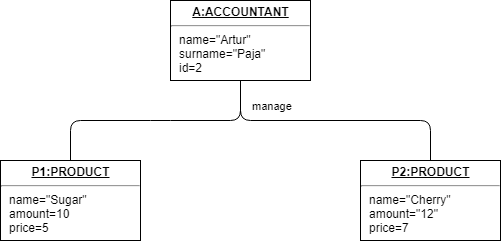 A:ACCOUNTANT
name="Artur"
surname="Paja"
id=2
manage
P1:PRODUCT
name="Sugar"
amount=10
price=5
P2:PRODUCT
name="Cherry"
amount="12"
price=7